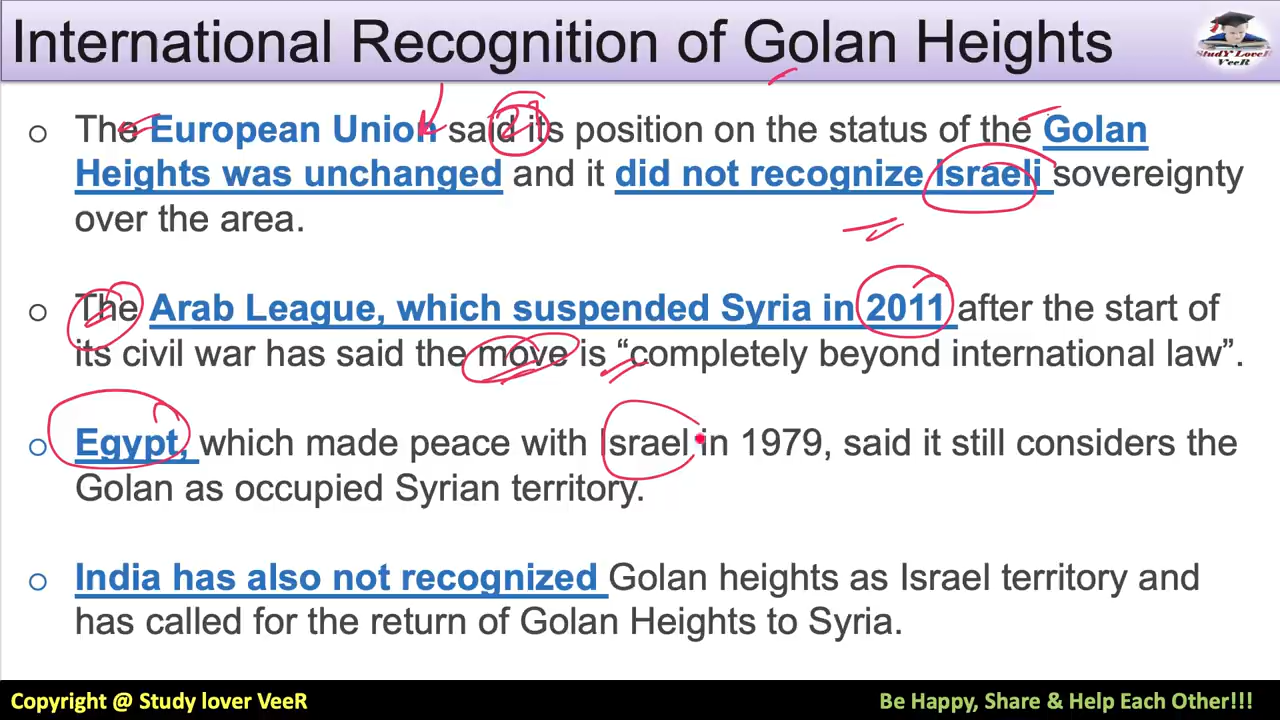 International Recognition of Golan Heights
StudY LoveR
VeeR
The European Union said its position on the status of the Golan
Heights was unchanged and it did not recognize Israeli sovereignty
over the area.
The Arab League, which suspended Syria in 2011 after the start of
its civil war has said the move is “completely beyond international law”.
Egypt, which made peace with Israel in 1979, said it still considers the
Golan as occupied Syrian territory.
India has also not recognized Golan heights as Israel territory and
has called for the return of Golan Heights to Syria.
Copyright @ Study lover VeeR
Be Happy, Share & Help Each Other!!!